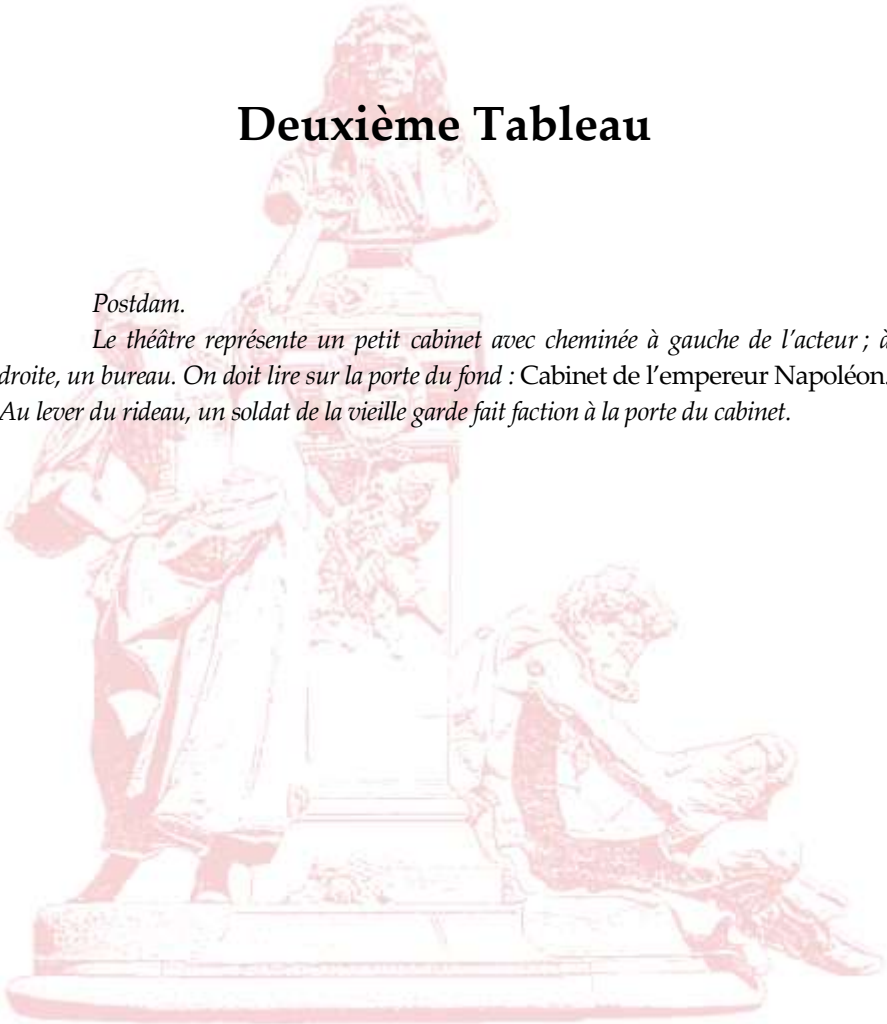 Deuxième Tableau
Postdam.
Le théâtre représente un petit cabinet avec cheminée à gauche de l’acteur ; à
droite, un bureau. On doit lire sur la porte du fond : Cabinet de l’empereur Napoléon.
Au lever du rideau, un soldat de la vieille garde fait faction à la porte du cabinet.